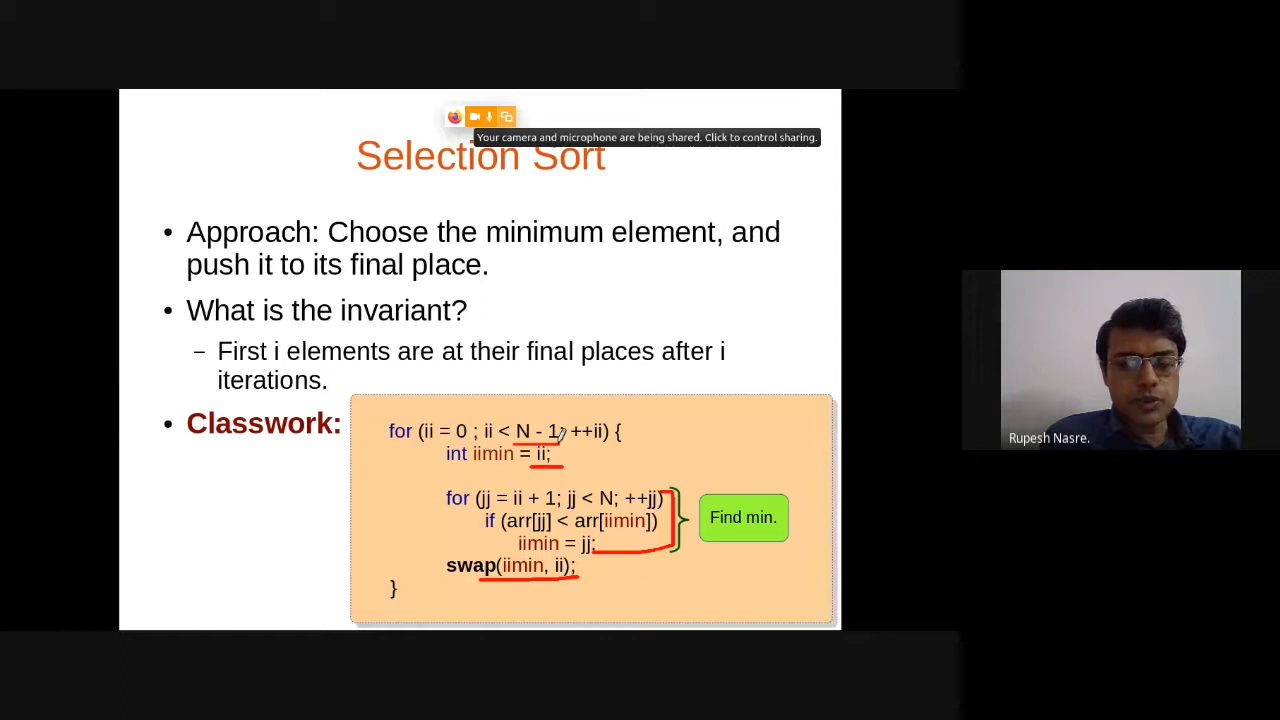 Your camera and microphone are being shared. Click to control sharing.
Selection Sort
• Approach: Choose the minimum element, and
push it to its final place.
• What is the invariant?
– First i elements are at their final places after i
iterations.
• Classwork:
for (ii = 0 ; ii < N - 1; ++ii) {
int iimin = ii;
for (jj = ii + 1; jj < N; ++jj)
if (arr[jj] < arr[iimin])
iimin = jj;
swap(iimin, ii);
}
Find min.
Rupesh Nasre.